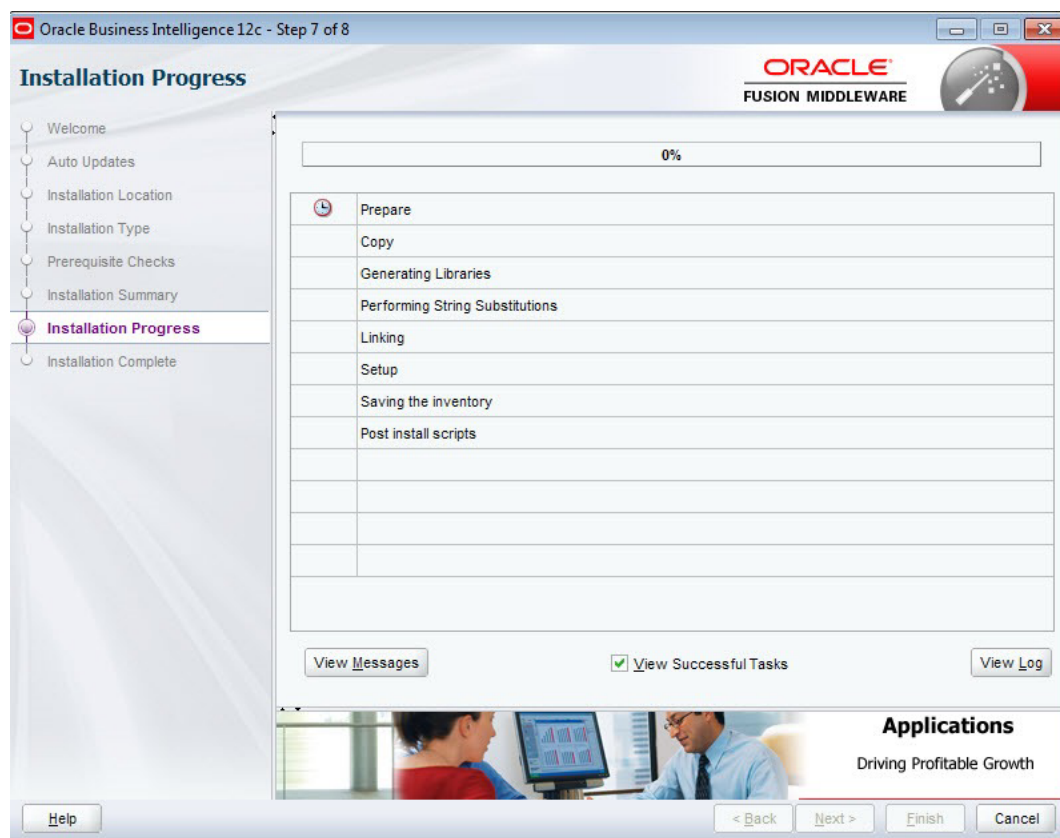 Oracle Business Intelligence 12c - Step 7 of 8
Installation Progress
ORACLE®
FUSION MIDDLEWARE
Welcome
Auto Updates
Installation Location
Installation Type
Prerequisite Checks
Installation Summary
Installation Progress
Installation Complete
0%
Prepare
Copy
Generating Libraries
Performing String Substitutions
Linking
Setup
Saving the inventory
Post install scripts
View Messages
View Successful Tasks
View Log
Applications
Driving Profitable Growth
Help
< Back
Next >
Finish
Cancel